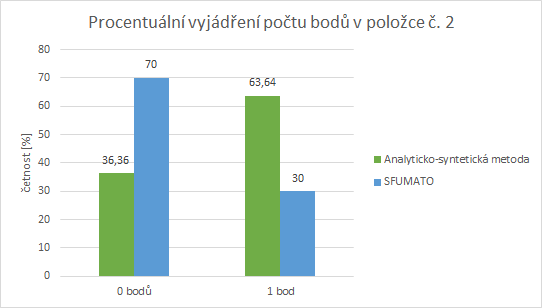 Procentuální vyjádření počtu bodů v položce č. 2
80
70
60
50
40
30
20
10
0
četnost [%]
36,36
70
63,64
30
0 bodů
1 bod
Analyticko-syntetická metoda
SFUMATO